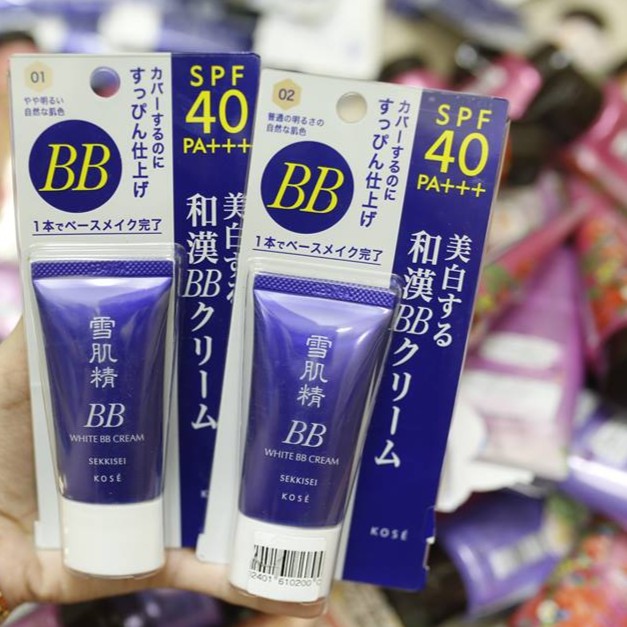 01
やや明るい
自然な肌色
カバーするのに
すっぴん仕上げ
SPF
40
PA+++
BB
1本でベースメイク完了
美白する
和漢BBクリーム
雪肌精
BB
WHITE BB CREAM
SEKKISEI
KOSÉ
02
普通の明るさの
自然な肌色
カバーするのに
すっぴん仕上げ
SPF
40
PA+++
BB
1本でベースメイク完了
美白する
和漢BBクリーム
雪肌精
BB
WHITE BB CREAM
SEKKISEI
KOSÉ
KOSÉ